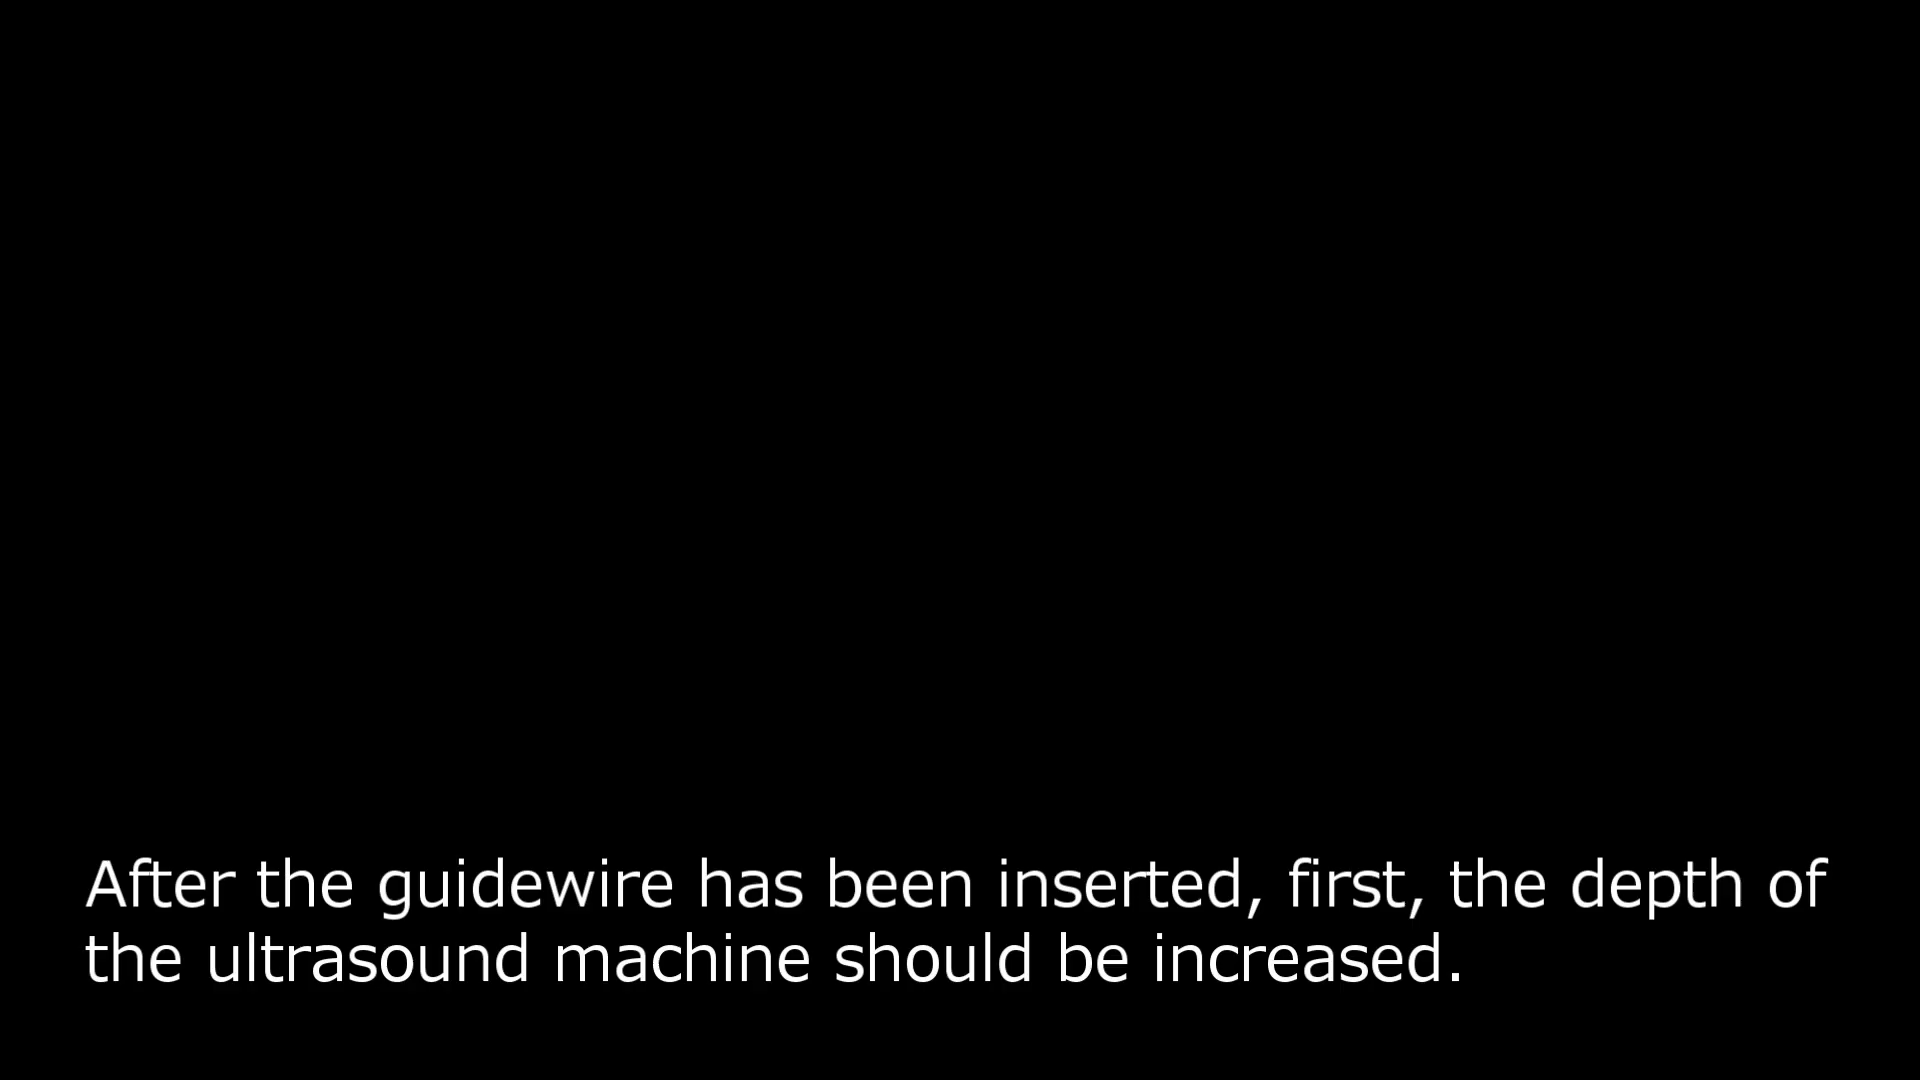 After the guidewire has been inserted, first, the depth of
the ultrasound machine should be increased.